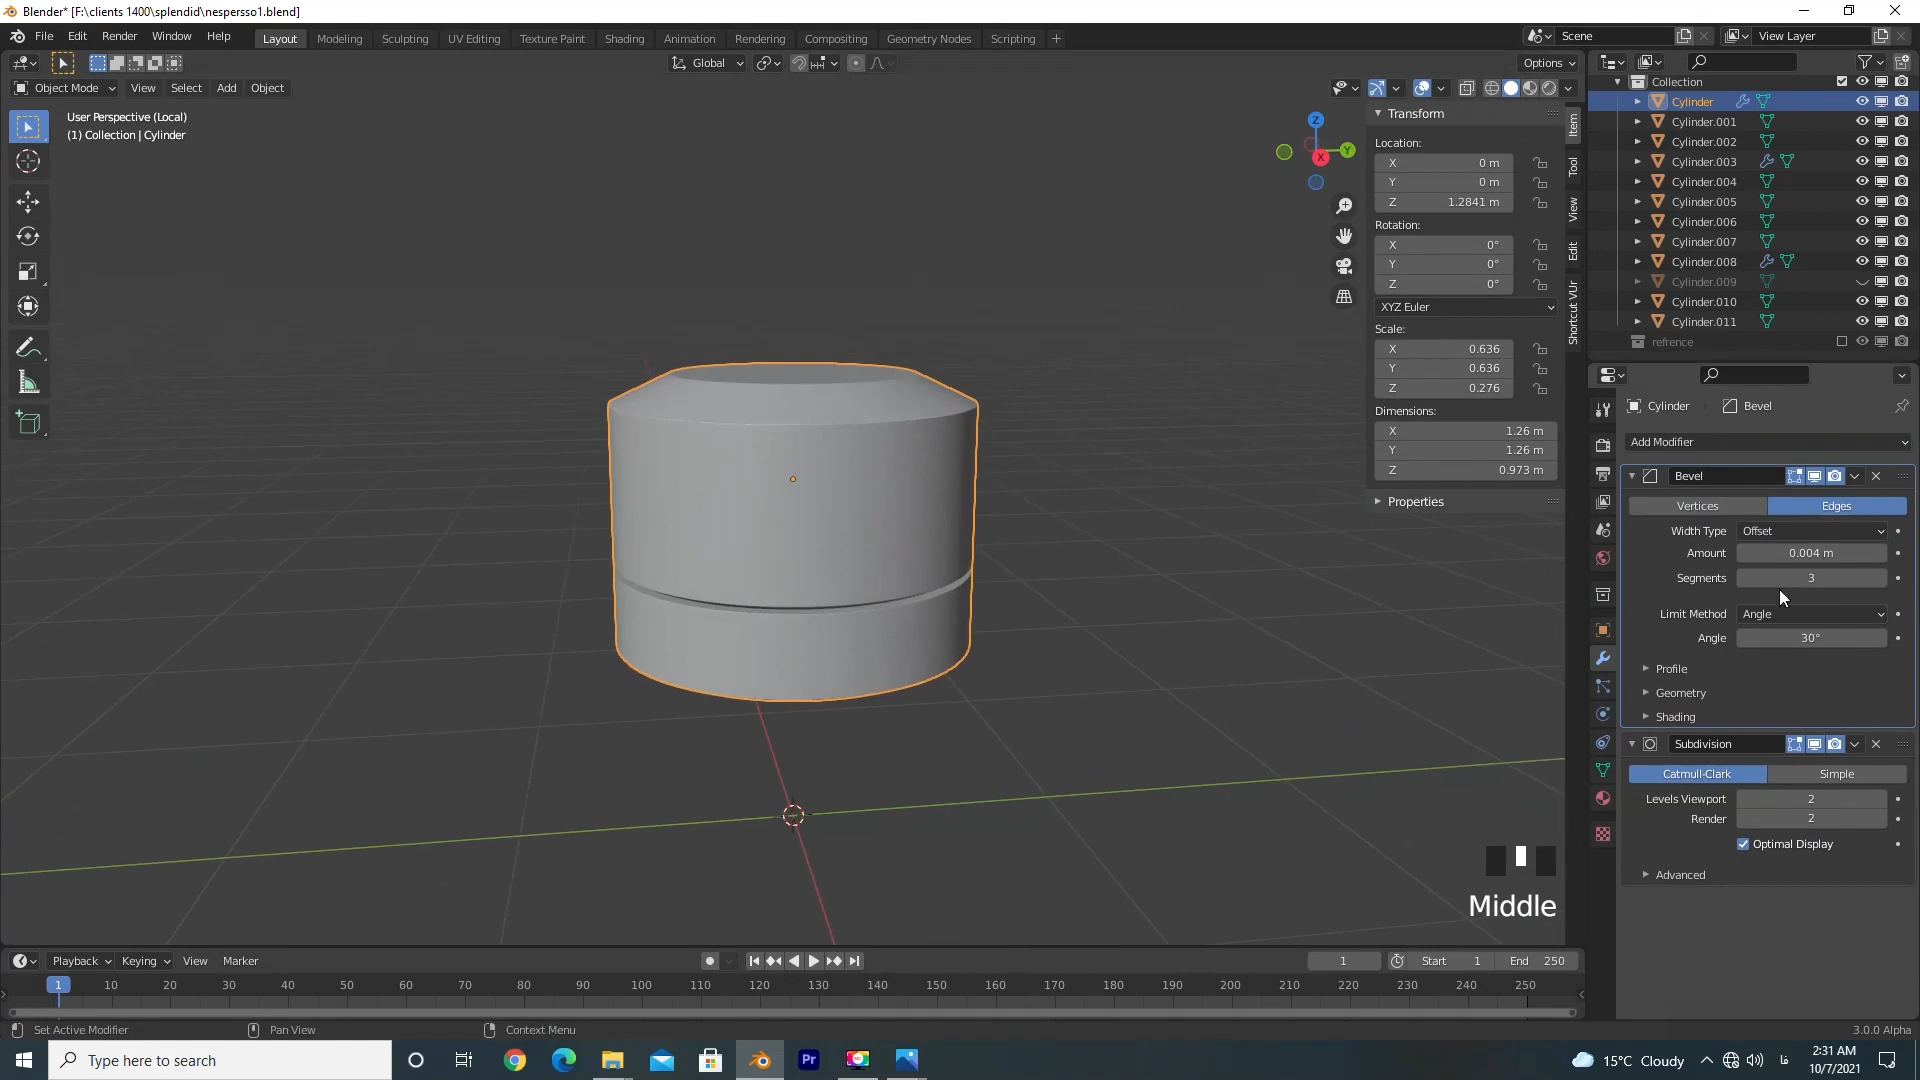 Blender* [F:\clients 1400\splendid\nespersso1.blend]
File Edit Render Window Help Layout Modeling Sculpting UV Editing Texture Paint Shading Animation Rendering Compositing Geometry Nodes Scripting + Scene View Layer
Global Options
Object Mode View Select Add Object
User Perspective (Local)
(1) Collection | Cylinder
Z
Y
X
Transform
Location:
X 0 m
Y 0 m
Z 1.2841 m
Rotation:
X 0°
Y 0°
Z 0°
XYZ Euler
Scale:
X 0.636
Y 0.636
Z 0.276
Dimensions:
X 1.26 m
Y 1.26 m
Z 0.973 m
Properties
Item
Tool
View
Edit
Shortcut VUr
Collection
Cylinder
Cylinder.001
Cylinder.002
Cylinder.003
Cylinder.004
Cylinder.005
Cylinder.006
Cylinder.007
Cylinder.008
Cylinder.009
Cylinder.010
Cylinder.011
refrence
Cylinder Bevel
Add Modifier
Bevel
Vertices Edges
Width Type Offset
Amount 0.004 m
Segments 3
Limit Method Angle
Angle 30°
Profile
Geometry
Shading
Subdivision
Catmull-Clark Simple
Levels Viewport 2
Render 2
Optimal Display
Advanced
Middle
Playback Keying View Marker 1 Start 1 End 250
1 10 20 30 40 50 60 70 80 90 100 110 120 130 140 150 160 170 180 190 200 210 220 230 240 250
Set Active Modifier Pan View Context Menu 3.0.0 Alpha
Type here to search Pr 15°C Cloudy فا 2:31 AM
10/7/2021